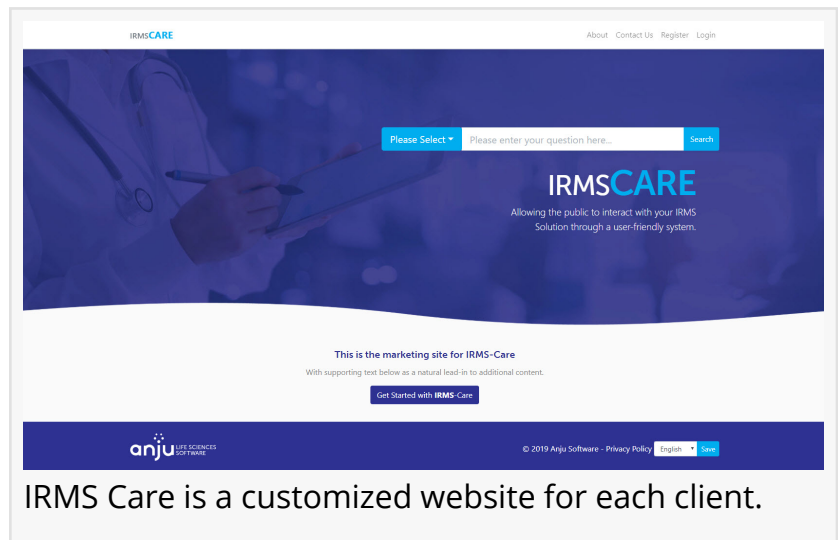 IRMSCARE
About Contact Us Register Login
Please Select Please enter your question here... Search
IRMSCARE
Allowing the public to interact with your IRMS
Solution through a user-friendly system.
This is the marketing site for IRMS-Care
With supporting text below as a natural lead-in to additional content.
Get Started with IRMS-Care
anju LIFE SCIENCES
SOFTWARE
© 2019 Anju Software - Privacy Policy English Save
IRMS Care is a customized website for each client.